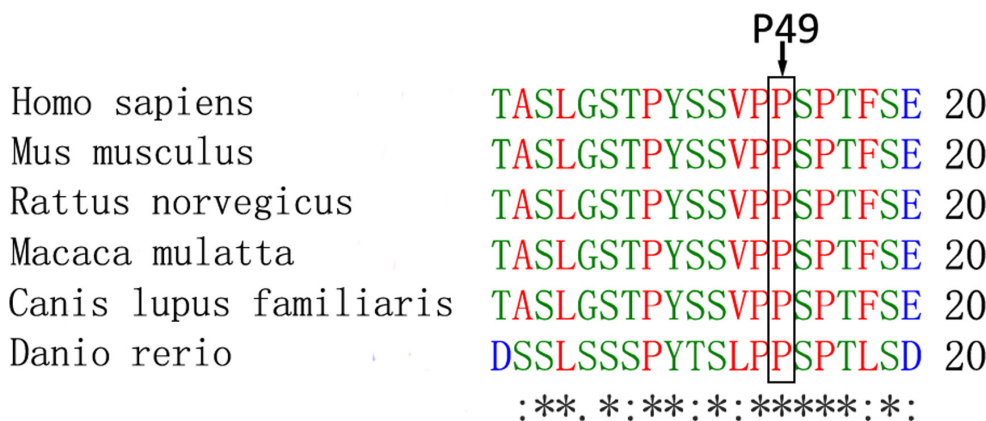 P49
Homo sapiens TASLGSTPYSSVPPSPTFSE 20
Mus musculus TASLGSTPYSSVPPSPTFSE 20
Rattus norvegicus TASLGSTPYSSVPPSPTFSE 20
Macaca mulatta TASLGSTPYSSVPPSPTFSE 20
Canis lupus familiaris TASLGSTPYSSVPPSPTFSE 20
Danio rerio DSSLSSSPYTSLPPSPTLSD 20
:**. *:**:*:*****:*: